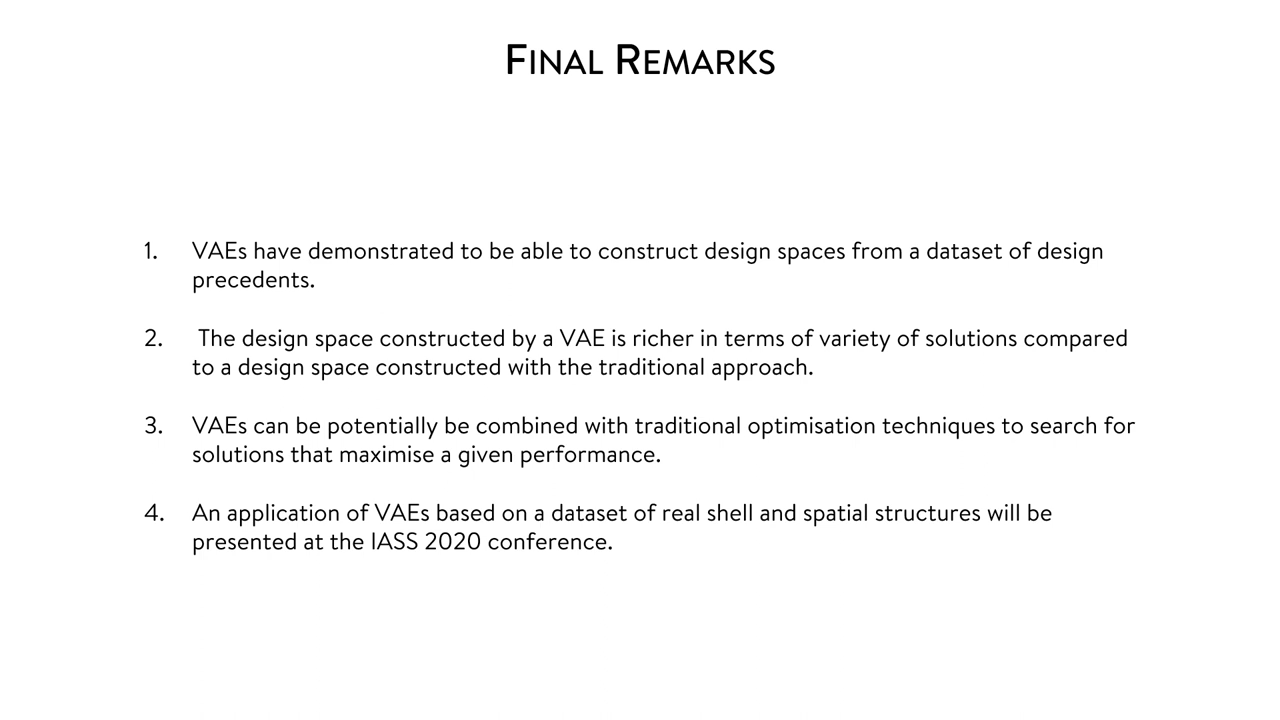 FINAL REMARKS
1. VAEs have demonstrated to be able to construct design spaces from a dataset of design
precedents.
2. The design space constructed by a VAE is richer in terms of variety of solutions compared
to a design space constructed with the traditional approach.
3. VAEs can be potentially be combined with traditional optimisation techniques to search for
solutions that maximise a given performance.
4. An application of VAEs based on a dataset of real shell and spatial structures will be
presented at the IASS 2020 conference.